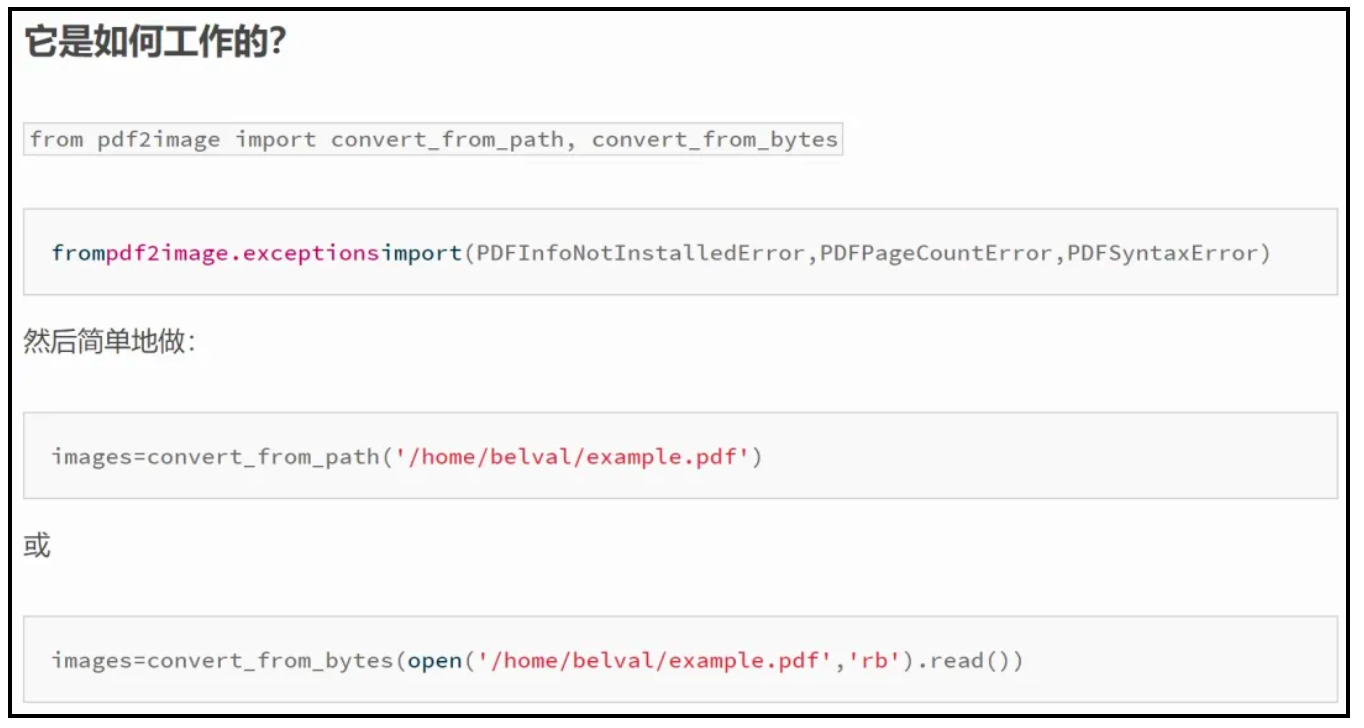 它是如何工作的？
from pdf2image import convert_from_path, convert_from_bytes
frompdf2image.exceptionsimport(PDFInfoNotInstalledError,PDFPageCountError,PDFSyntaxError)
然后简单地做：
images=convert_from_path('/home/belval/example.pdf')
或
images=convert_from_bytes(open('/home/belval/example.pdf','rb').read())